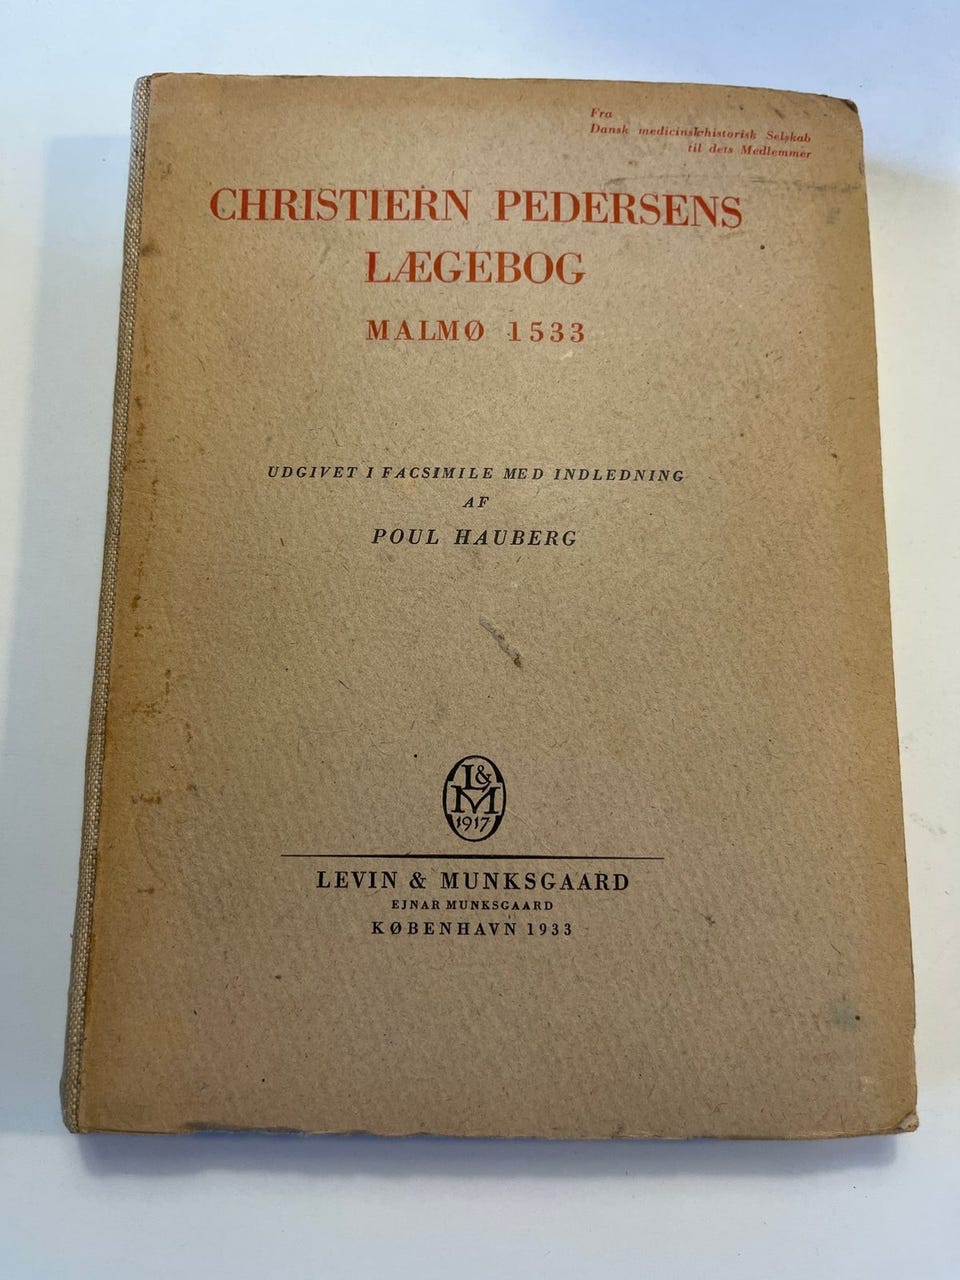 Fra
Dansk medicinsk-historisk Selskab
til dets Medlemmer
CHRISTIERN PEDERSENS
LÆGEBOG
MALMØ 1533
UDGIVET I FACSIMILE MED INDLEDNING
AF
POUL HAUBERG
L&
M
1917
LEVIN & MUNKSGAARD
EJNAR MUNKSGAARD
KØBENHAVN 1933